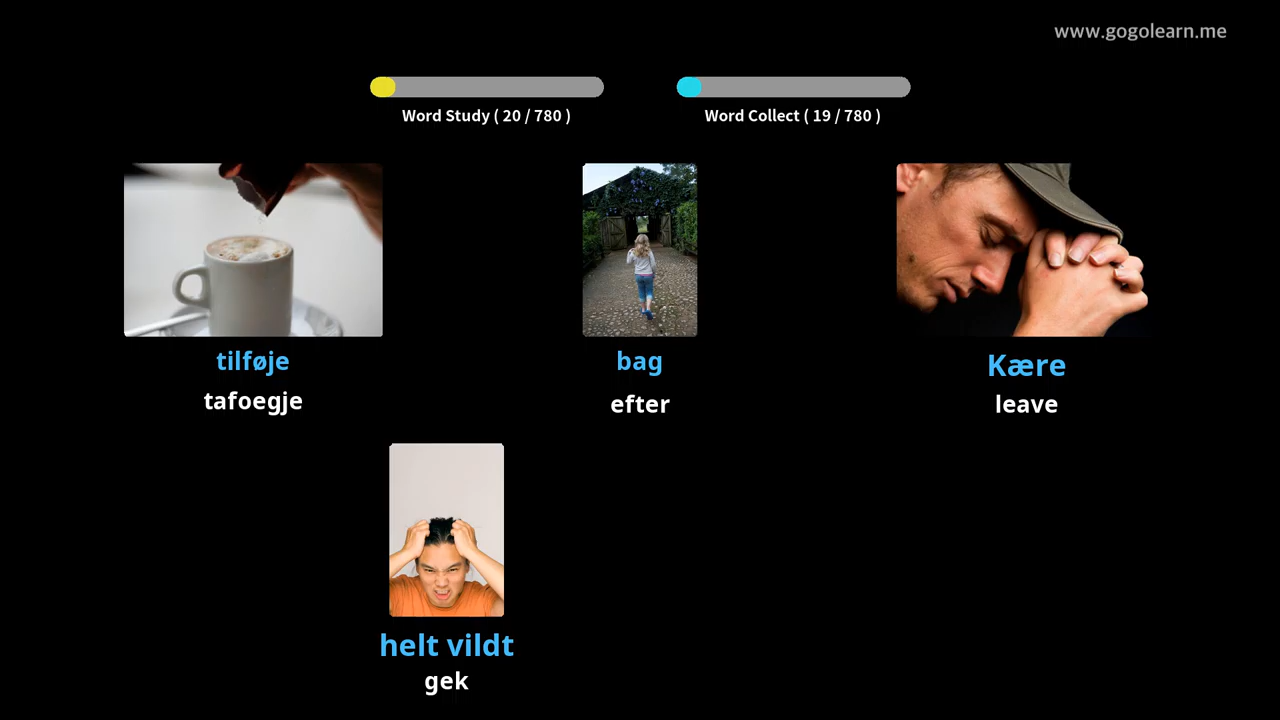 www.gogolearn.me
Word Study ( 20 / 780 )
Word Collect ( 19 / 780 )
tilføje
tafoegje
bag
efter
Kære
leave
helt vildt
gek